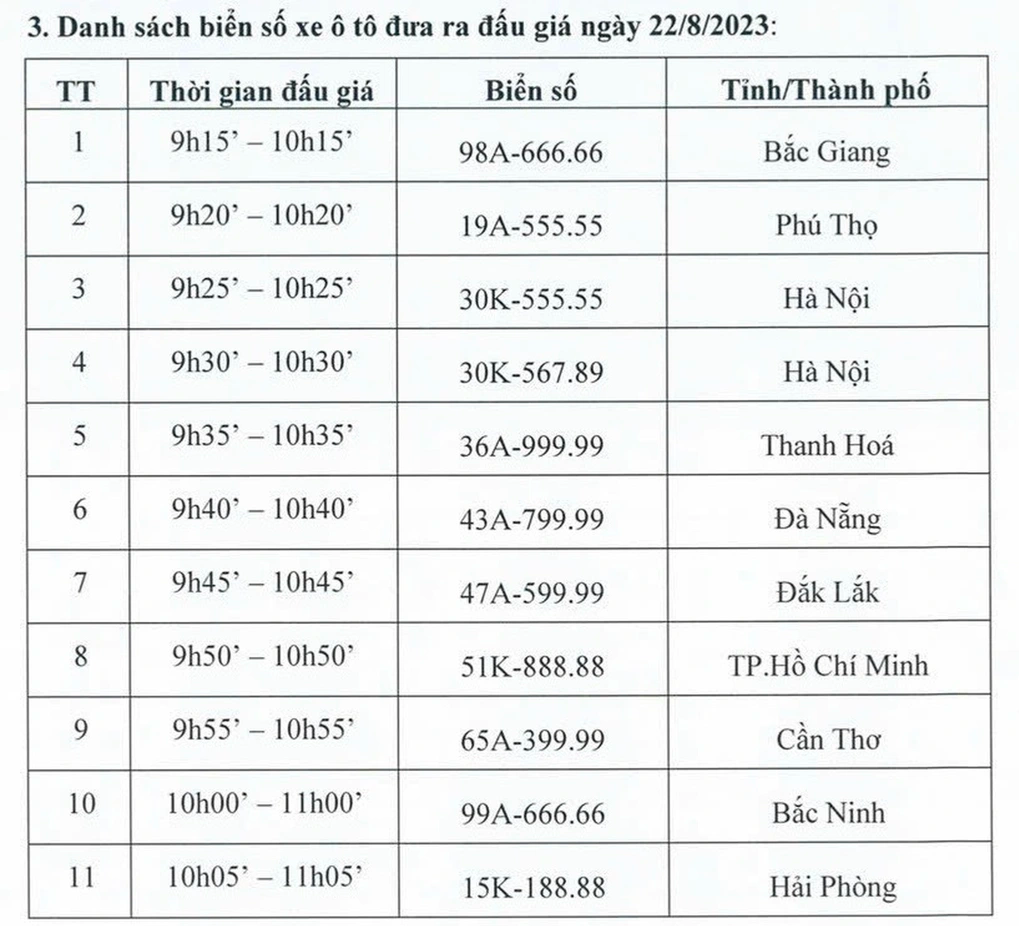 3. Danh sách biển số xe ô tô đưa ra đấu giá ngày 22/8/2023:
TT Thời gian đấu giá Biển số Tỉnh/Thành phố
1 9h15’ – 10h15’ 98A-666.66 Bắc Giang
2 9h20’ – 10h20’ 19A-555.55 Phú Thọ
3 9h25’ – 10h25’ 30K-555.55 Hà Nội
4 9h30’ – 10h30’ 30K-567.89 Hà Nội
5 9h35’ – 10h35’ 36A-999.99 Thanh Hoá
6 9h40’ – 10h40’ 43A-799.99 Đà Nẵng
7 9h45’ – 10h45’ 47A-599.99 Đắk Lắk
8 9h50’ – 10h50’ 51K-888.88 TP.Hồ Chí Minh
9 9h55’ – 10h55’ 65A-399.99 Cần Thơ
10 10h00’ – 11h00’ 99A-666.66 Bắc Ninh
11 10h05’ – 11h05’ 15K-188.88 Hải Phòng